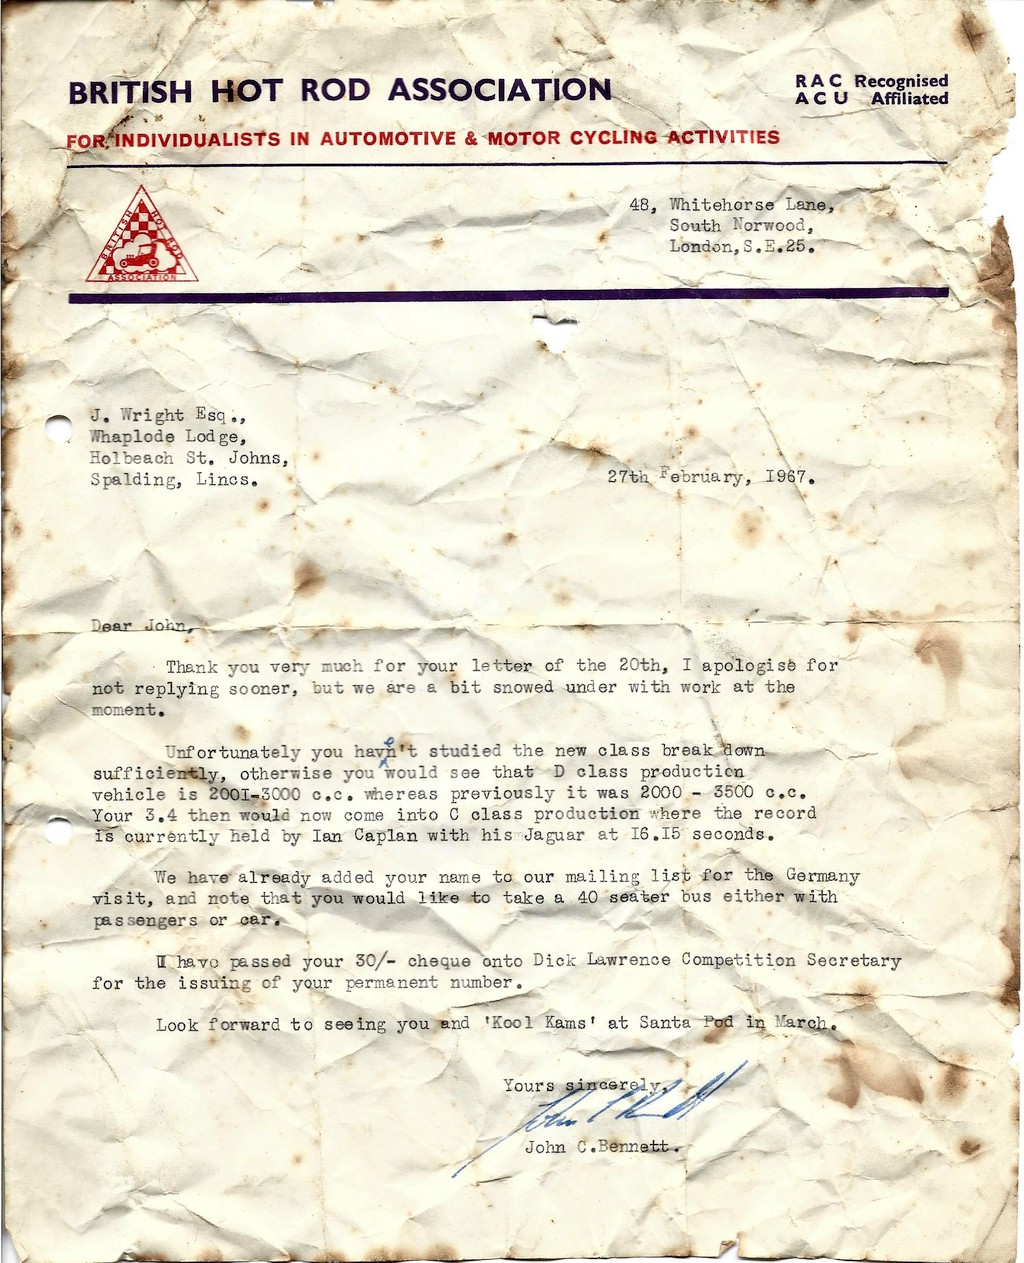 BRITISH HOT ROD ASSOCIATION
RAC Recognised
ACU Affiliated
FOR INDIVIDUALISTS IN AUTOMOTIVE & MOTOR CYCLING ACTIVITIES
BRITISH HOT ROD
ASSOCIATION
48, Whitehorse Lane,
South Norwood,
London, S.E.25.
J. Wright Esq.,
Whaplode Lodge,
Holbeach St. Johns,
Spalding, Lincs.
27th February, 1967.
Dear John,
Thank you very much for your letter of the 20th, I apologise for
not replying sooner, but we are a bit snowed under with work at the
moment.
Unfortunately you haven't studied the new class break down
sufficiently, otherwise you would see that D class production
vehicle is 2001-3000 c.c. whereas previously it was 2000 - 3500 c.c.
Your 3.4 then would now come into C class production where the record
is currently held by Ian Caplan with his Jaguar at 16.15 seconds.
We have already added your name to our mailing list for the Germany
visit, and note that you would like to take a 40 seater bus either with
passengers or car.
I have passed your 30/- cheque onto Dick Lawrence Competition Secretary
for the issuing of your permanent number.
Look forward to seeing you and 'Kool Kams' at Santa Pod in March.
Yours sincerely,
John C Bennett
John C.Bennett.